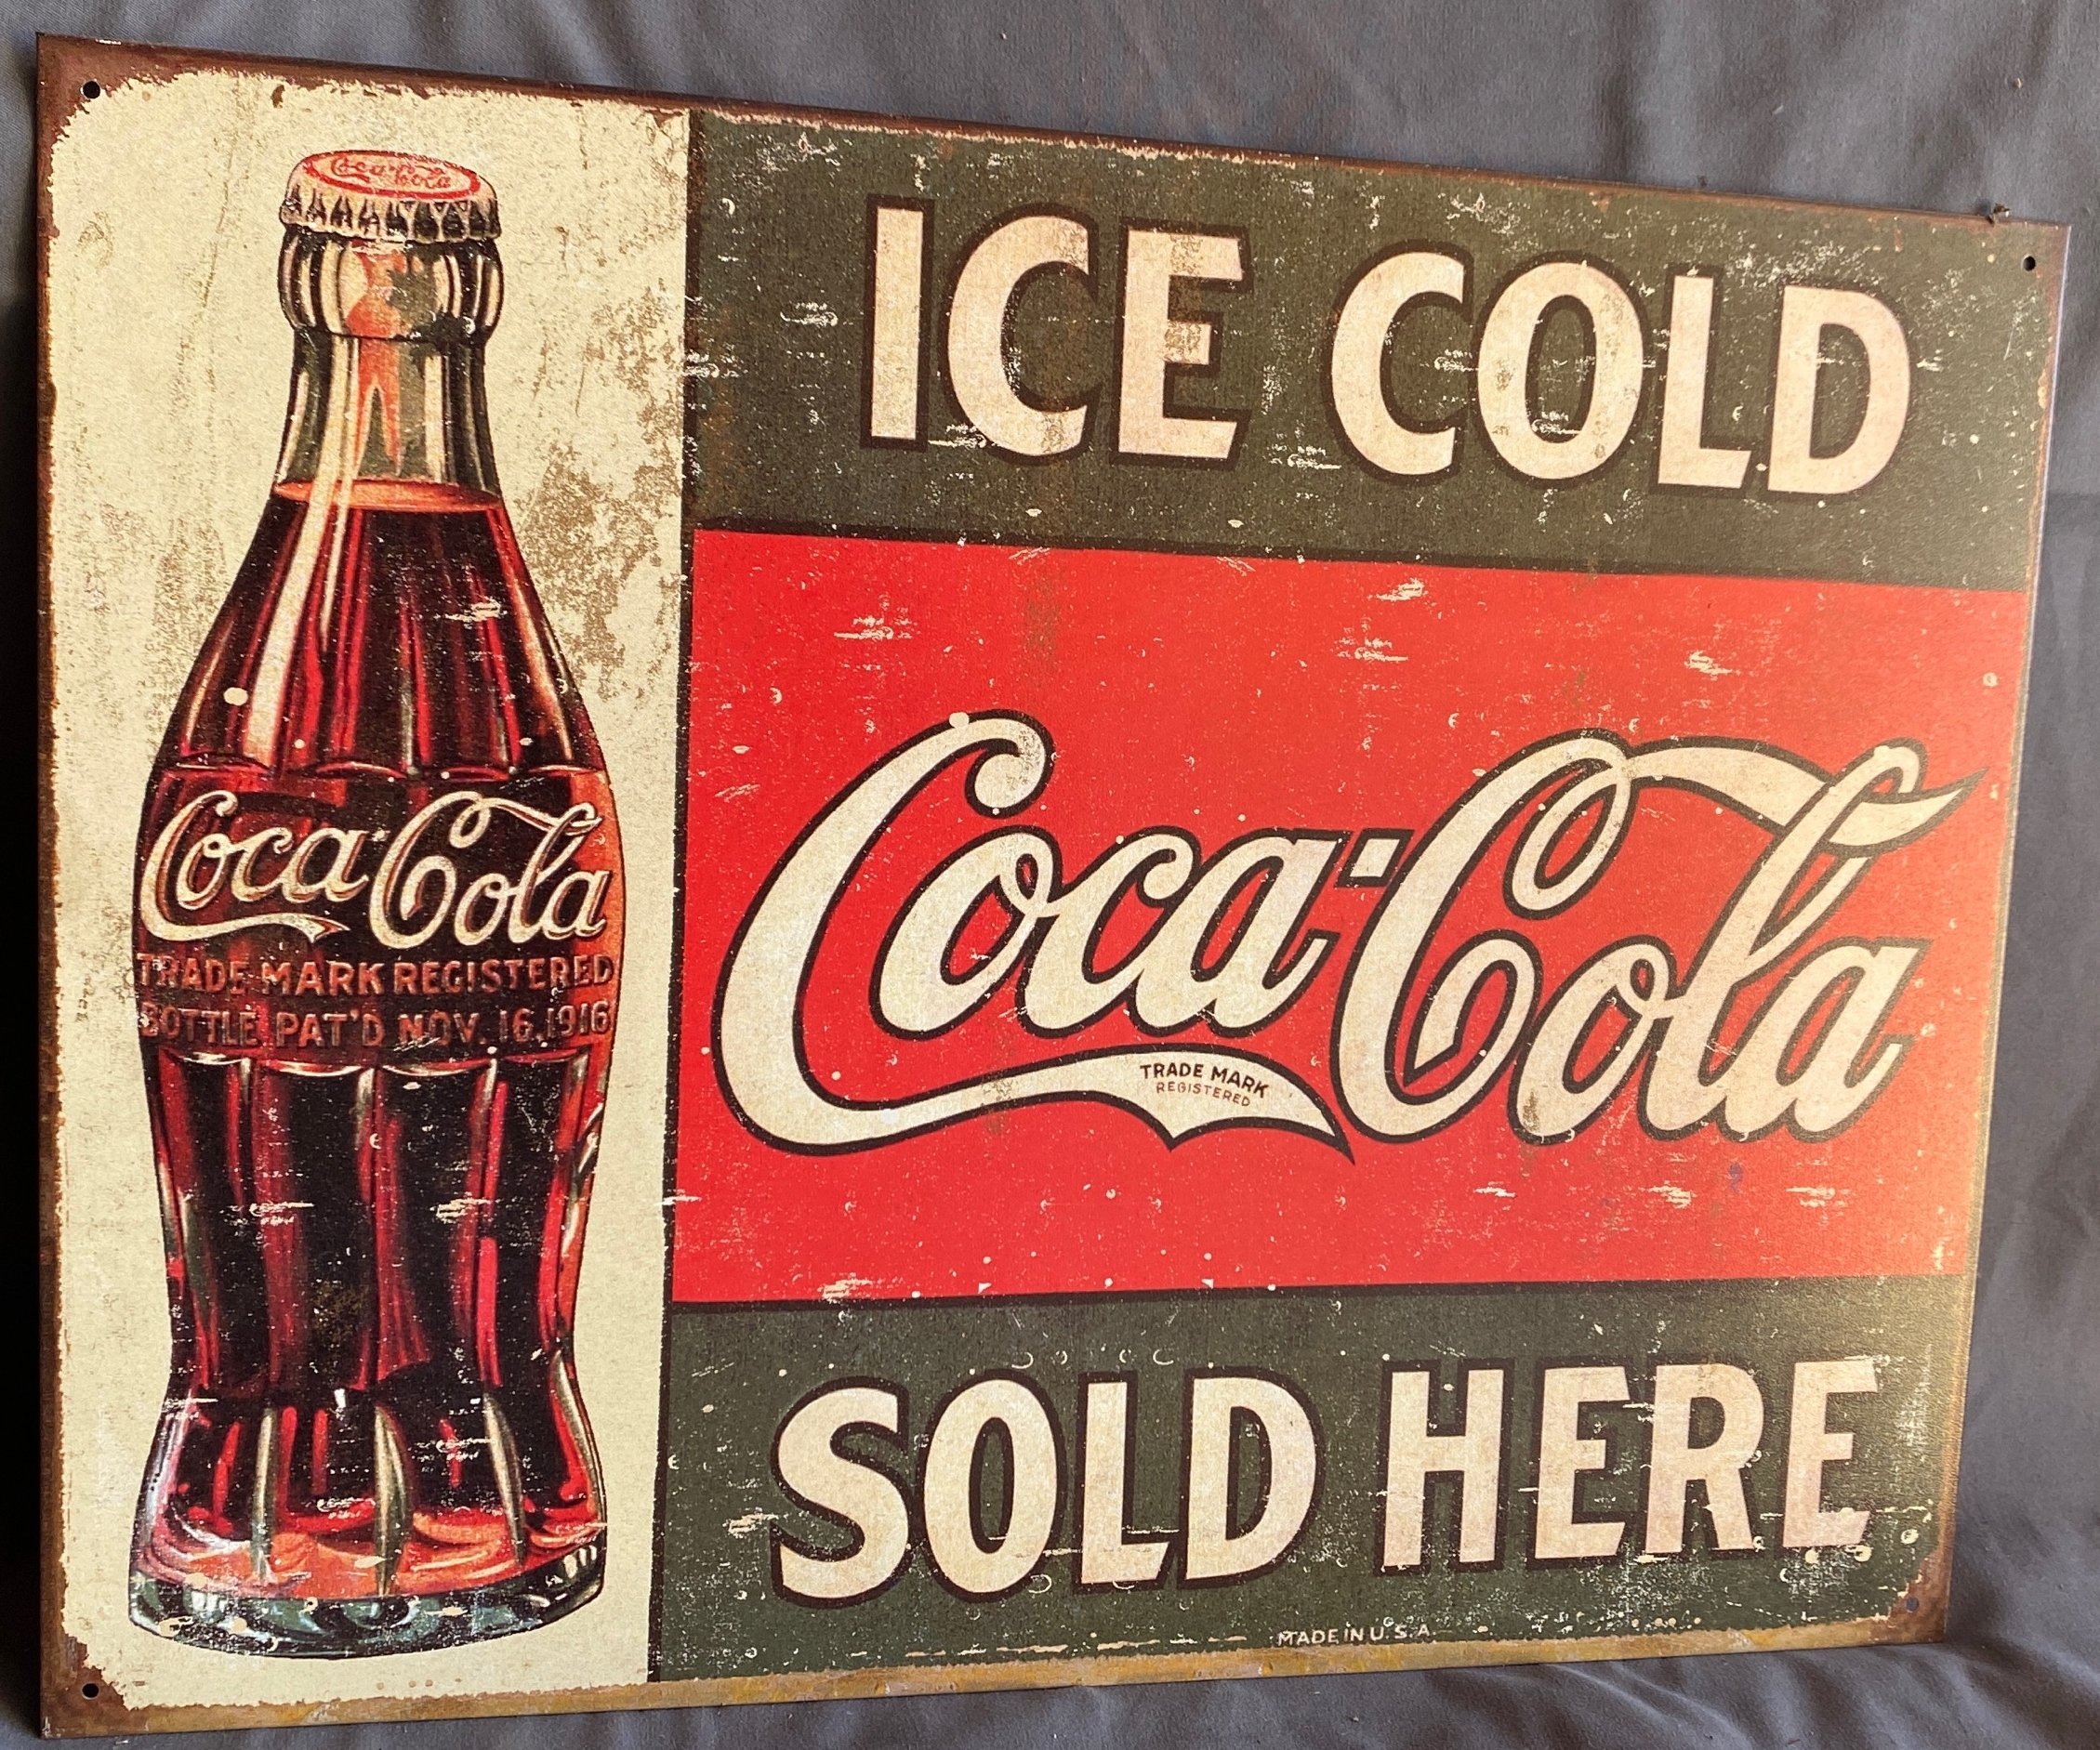 Coca-Cola
Coca-Cola
TRADE MARK REGISTERED
BOTTLE PAT'D NOV. 16, 1916
ICE COLD
Coca-Cola
TRADE MARK
REGISTERED
SOLD HERE
MADE IN U.S.A.